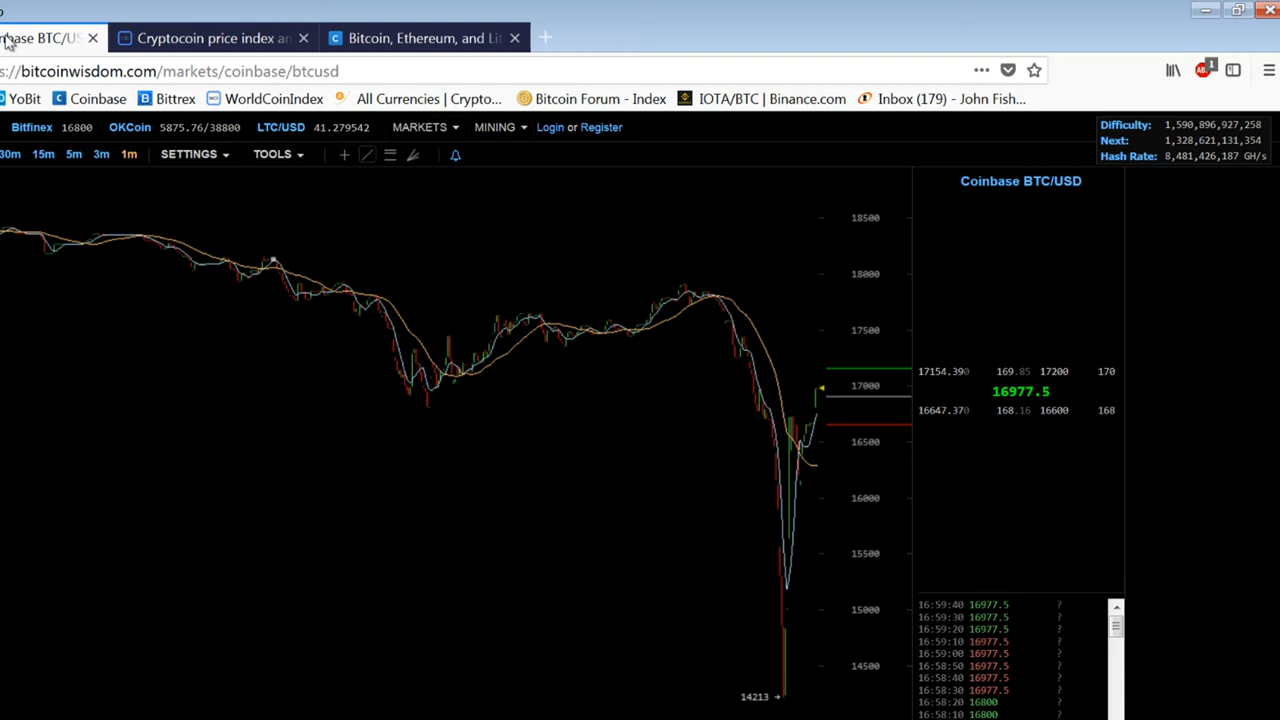 nbase BTC/US
Cryptocoin price index an
Bitcoin, Ethereum, and Lit
s://bitcoinwisdom.com/markets/coinbase/btcusd
YoBit Coinbase Bittrex WorldCoinIndex All Currencies | Crypto... Bitcoin Forum - Index IOTA/BTC | Binance.com Inbox (179) - John Fish...
Bitfinex 16800 OKCoin 5875.76/38800 LTC/USD 41.279542 MARKETS MINING Login or Register
Difficulty: 1,590,896,927,258
Next: 1,328,621,131,354
Hash Rate: 8,481,426,187 GH/s
30m 15m 5m 3m 1m SETTINGS TOOLS
Coinbase BTC/USD
18500
18000
17500
17000
16500
16000
15500
15000
14500
14213
17154.390 169.85 17200 170
16977.5
16647.370 168.16 16600 168
16:59:40 16977.5 ?
16:59:30 16977.5 ?
16:59:20 16977.5 ?
16:59:10 16977.5 ?
16:59:00 16977.5 ?
16:58:50 16977.5 ?
16:58:40 16977.5 ?
16:58:30 16977.5 ?
16:58:20 16800 ?
16:58:10 16800 ?